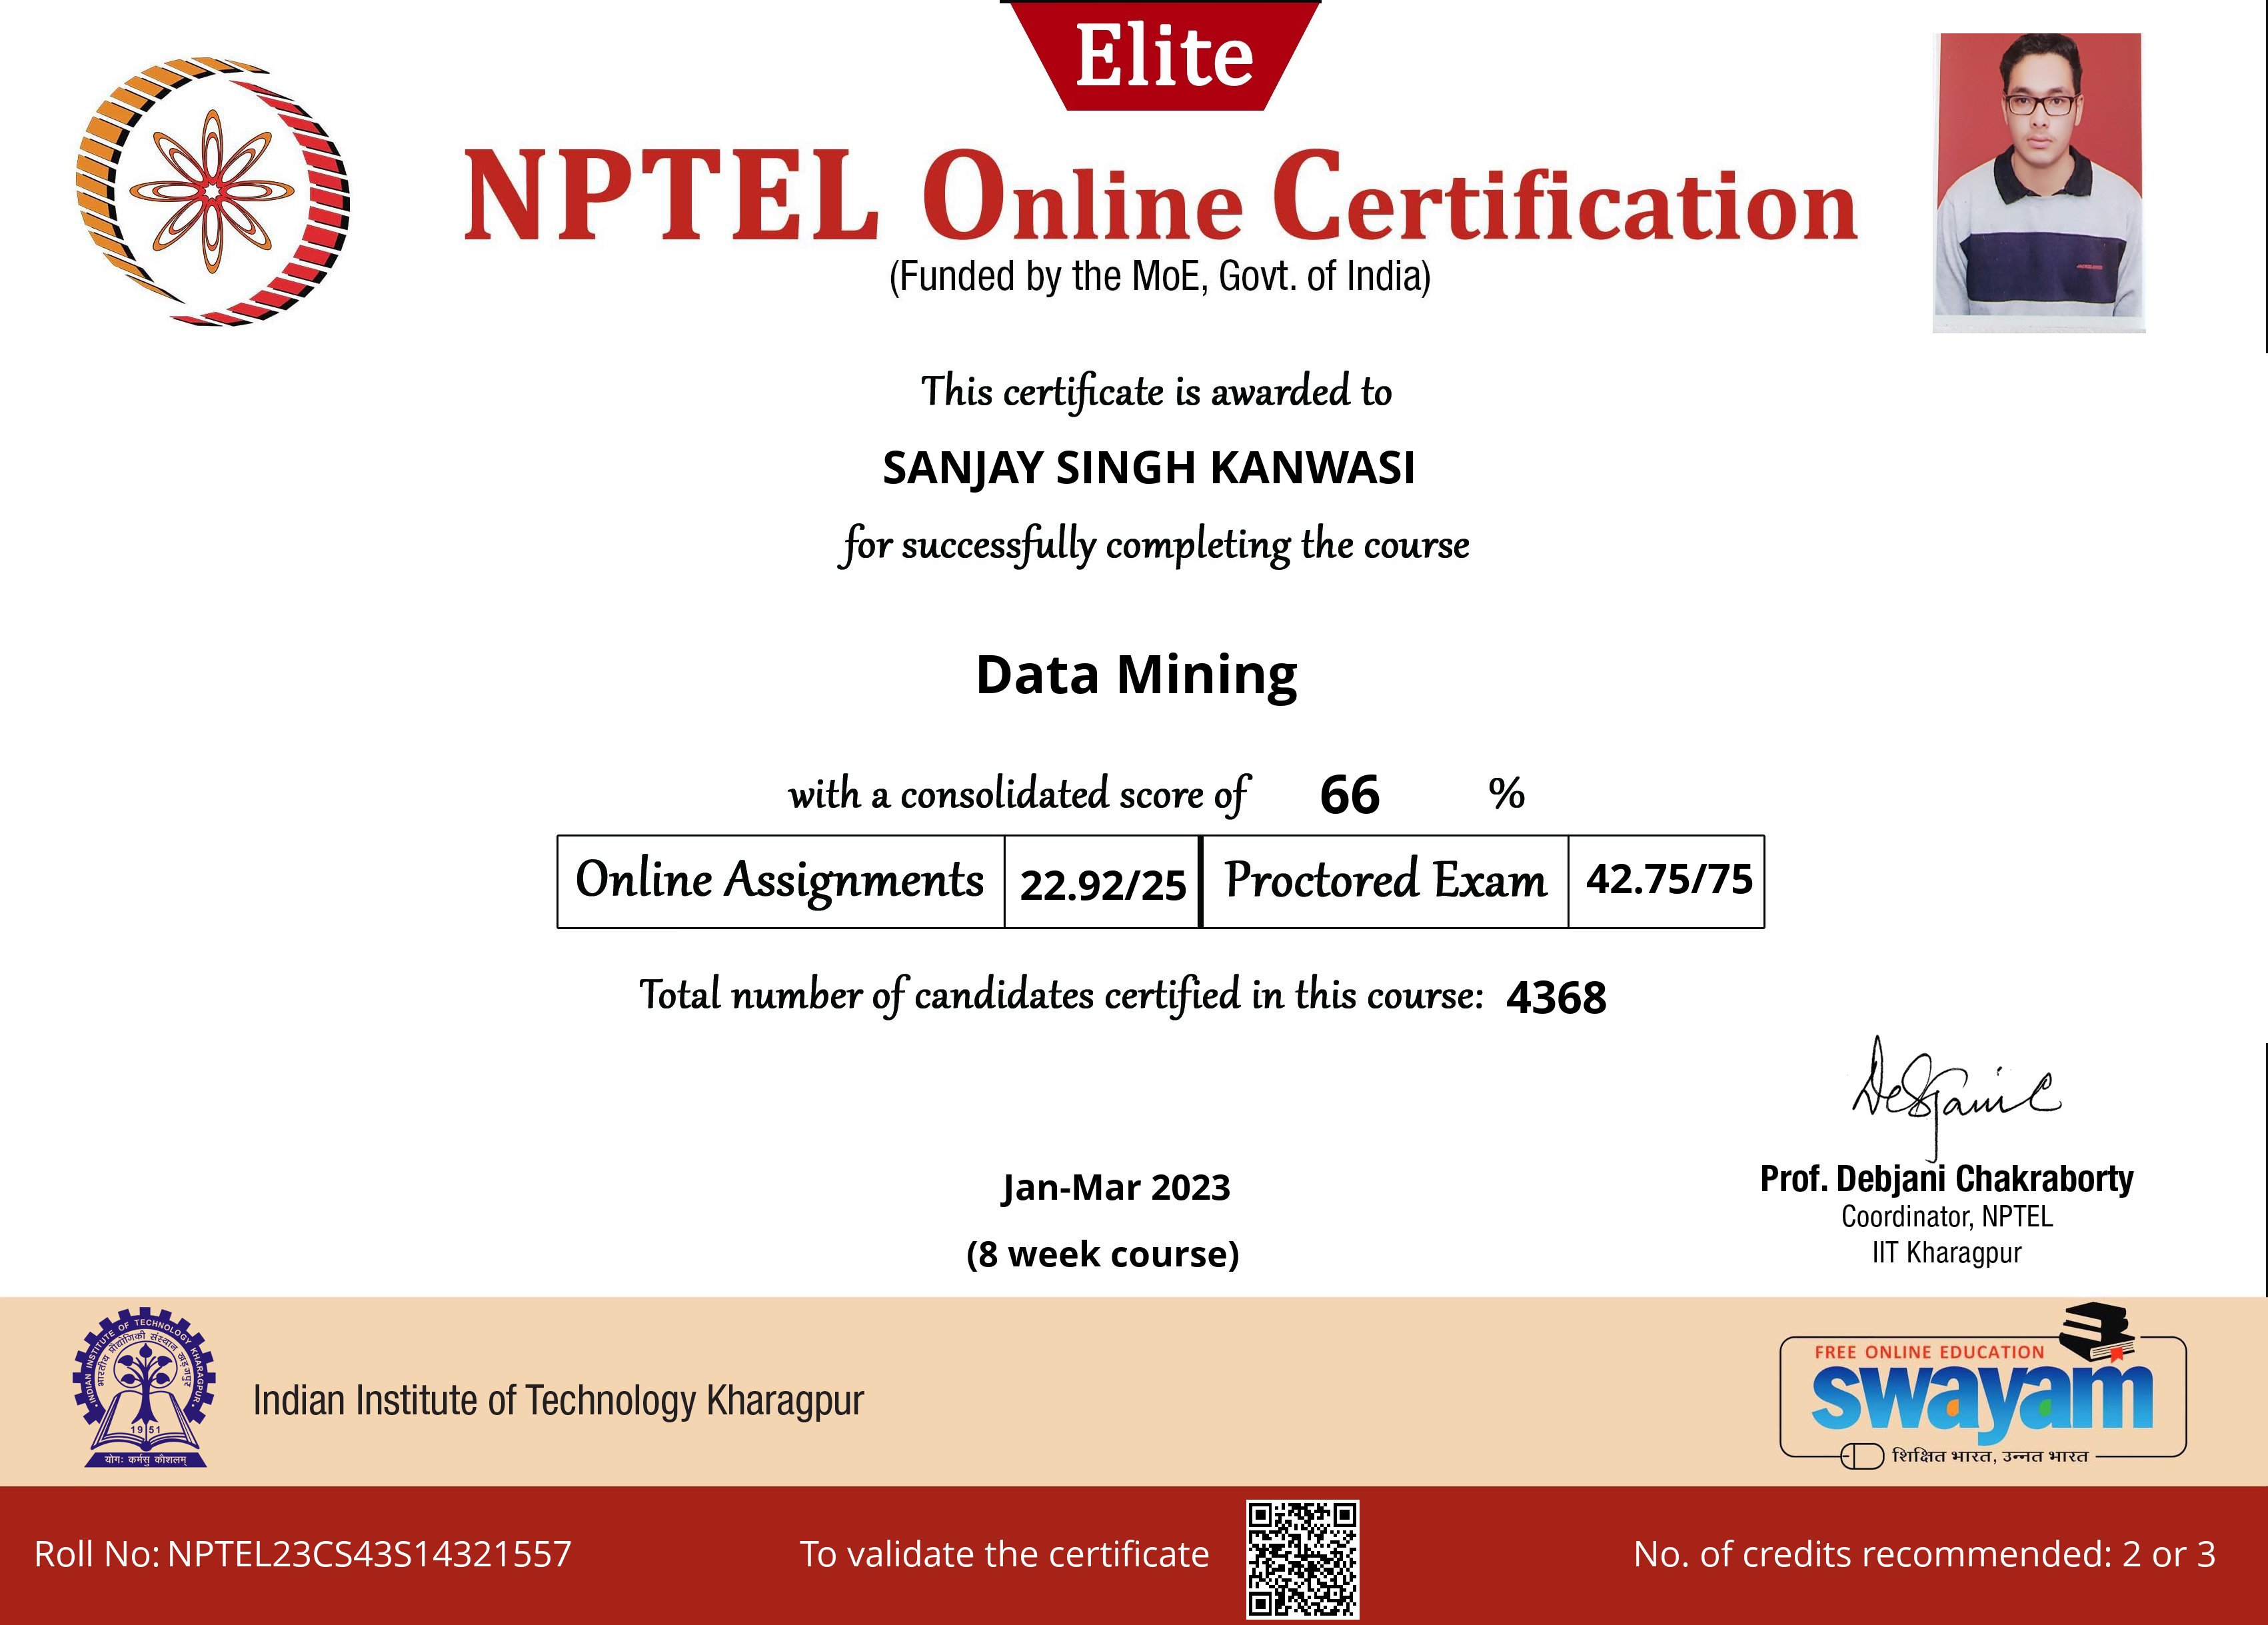 Elite
NPTEL Online Certification
(Funded by the MoE, Govt. of India)
This certificate is awarded to
SANJAY SINGH KANWASI
for successfully completing the course
Data Mining
with a consolidated score of 66 %
Online Assignments 22.92/25 Proctored Exam 42.75/75
Total number of candidates certified in this course: 4368
Debjani C
Prof. Debjani Chakraborty
Coordinator, NPTEL
IIT Kharagpur
Jan-Mar 2023
(8 week course)
INDIAN INSTITUTE OF TECHNOLOGY KHARAGPUR
भारतीय प्रौद्योगिकी संस्थान खड़गपुर
1951
योगः कर्मसु कौशलम्
Indian Institute of Technology Kharagpur
FREE ONLINE EDUCATION
swayam
शिक्षित भारत, उन्नत भारत
Roll No: NPTEL23CS43S14321557
To validate the certificate
No. of credits recommended: 2 or 3